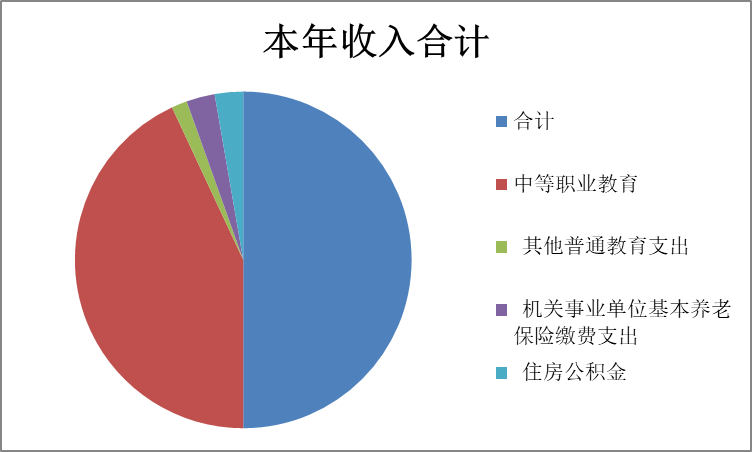 本年收入合计
合计
中等职业教育
其他普通教育支出
机关事业单位基本养老
保险缴费支出
住房公积金